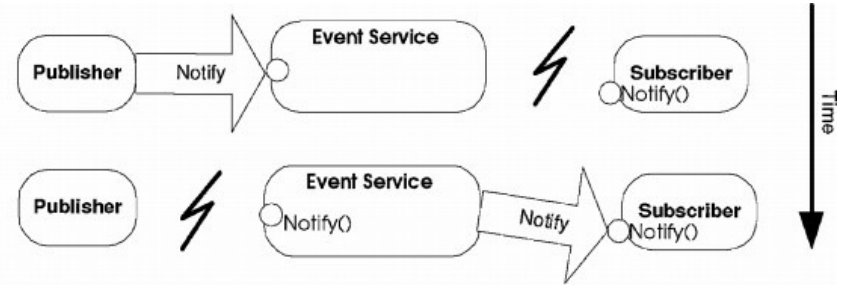 Event Service
Publisher
Notify
Subscriber
Notify()
Time
Event Service
Publisher
Notify()
Notify
Subscriber
Notify()